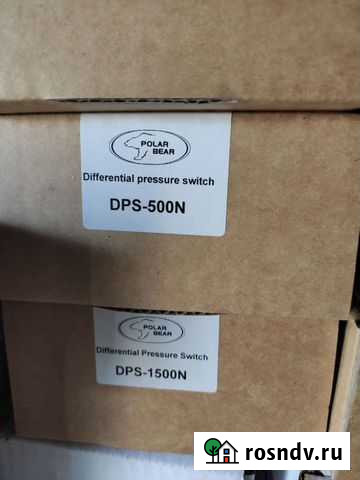 POLAR
BEAR
Differential pressure switch
DPS-500N
POLAR
BEAR
Differential Pressure Switch
DPS-1500N
rosndv.ru